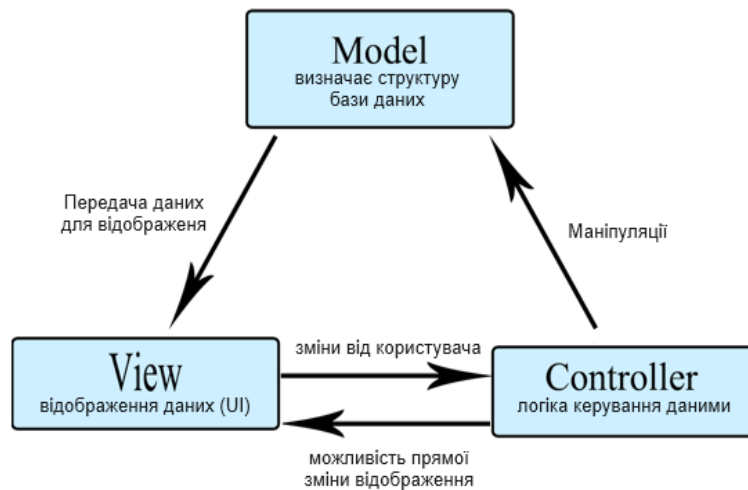 Model
визначає структуру
бази даних
Передача даних
для відображеня
Маніпуляції
View
відображення даних (UI)
зміни від користувача
Controller
логіка керування даними
можливість прямої
зміни відображення